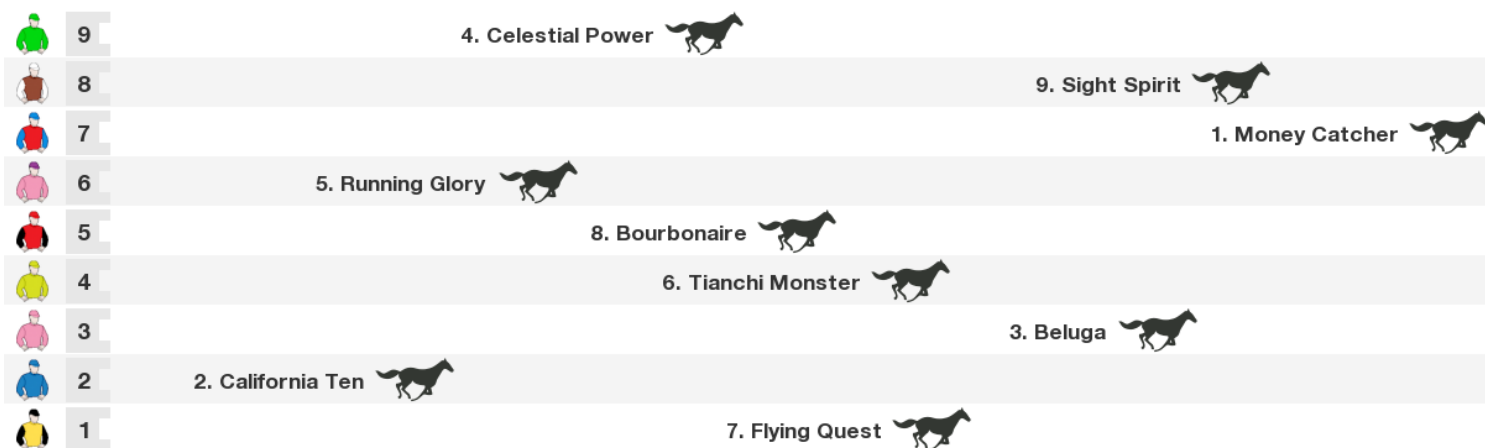 9 4. Celestial Power
8 9. Sight Spirit
7 1. Money Catcher
6 5. Running Glory
5 8. Bourbonaire
4 6. Tianchi Monster
3 3. Beluga
2 2. California Ten
1 7. Flying Quest